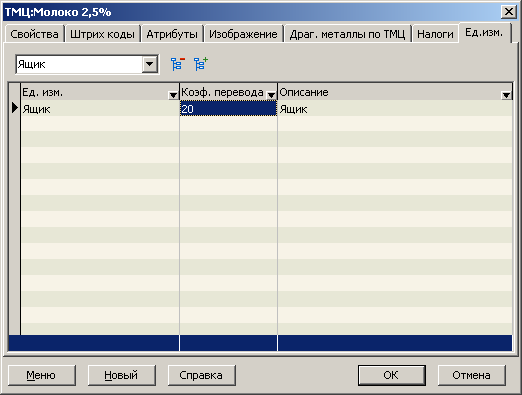 ТМЦ:Молоко 2,5%
Свойства Штрих коды Атрибуты Изображение Драг. металлы по ТМЦ Налоги Ед.изм.
Ящик
Ед. изм. Коэф. перевода Описание
Ящик 20 Ящик
Меню Новый Справка ОК Отмена